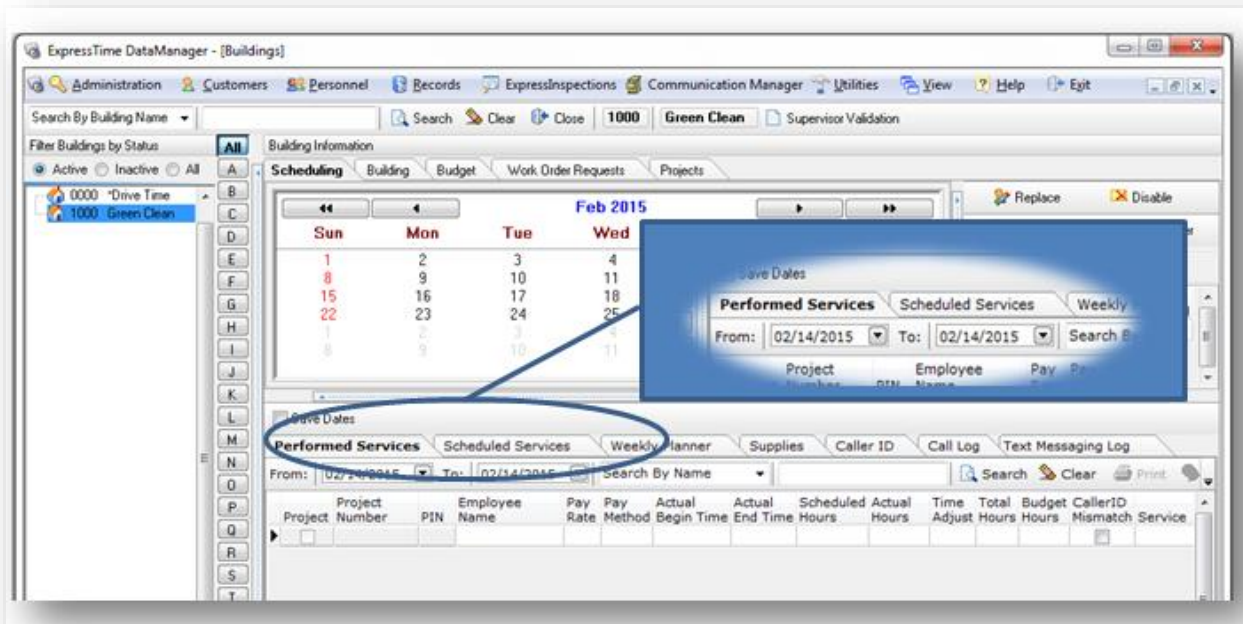 ExpressTime DataManager - [Buildings]
Administration Customers Personnel Records ExpressInspections Communication Manager Utilities View Help Exit
Search By Building Name Search Clear Close 1000 Green Clean Supervisor Validation
Filter Buildings by Status All Building Information
Active Inactive All A Scheduling Building Budget Work Order Requests Projects
0000 *Drive Time B
1000 Green Clean C
D
E
F
G
H
I
J
K
L
M
N
O
P
Q
R
S
T
Feb 2015
Sun Mon Tue Wed
1 2 3 4
8 9 10 11
15 16 17 18
22 23 24 25
1 2 3 4
8 9 10 11
Replace Disable
Save Dates
Performed Services Scheduled Services Weekly
From: 02/14/2015 To: 02/14/2015 Search
Project Employee Pay
Number PIN Name
Save Dates
Performed Services Scheduled Services Weekly Planner Supplies Caller ID Call Log Text Messaging Log
From: 02/14/2015 To: 02/14/2015 Search By Name Search Clear Print
Project Employee Pay Pay Actual Actual Scheduled Actual Time Total Budget CallerID
Project Number PIN Name Rate Method Begin Time End Time Hours Hours Adjust Hours Hours Mismatch Service